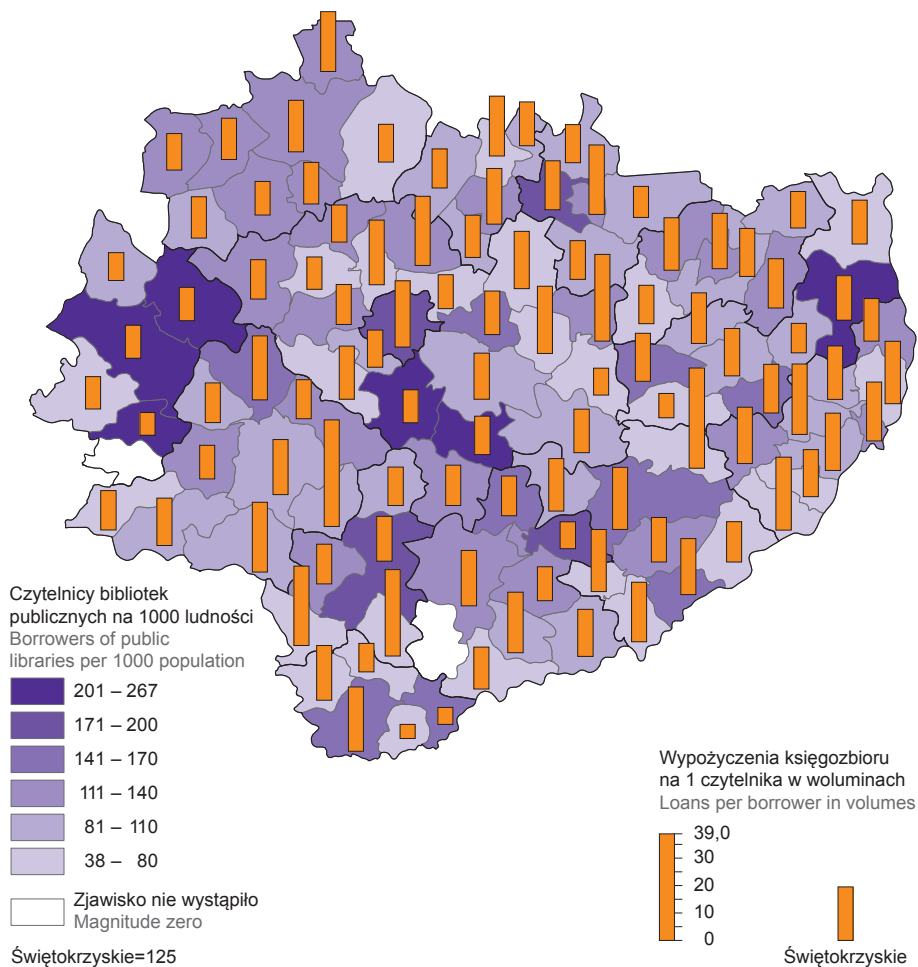 Czytelnicy bibliotek
publicznych na 1000 ludności
Borrowers of public
libraries per 1000 population
201 – 267
171 – 200
141 – 170
111 – 140
81 – 110
38 – 80
Zjawisko nie wystąpiło
Magnitude zero
Świętokrzyskie=125
Wypożyczenia księgozbioru
na 1 czytelnika w woluminach
Loans per borrower in volumes
39,0
30
20
10
0
Świętokrzyskie